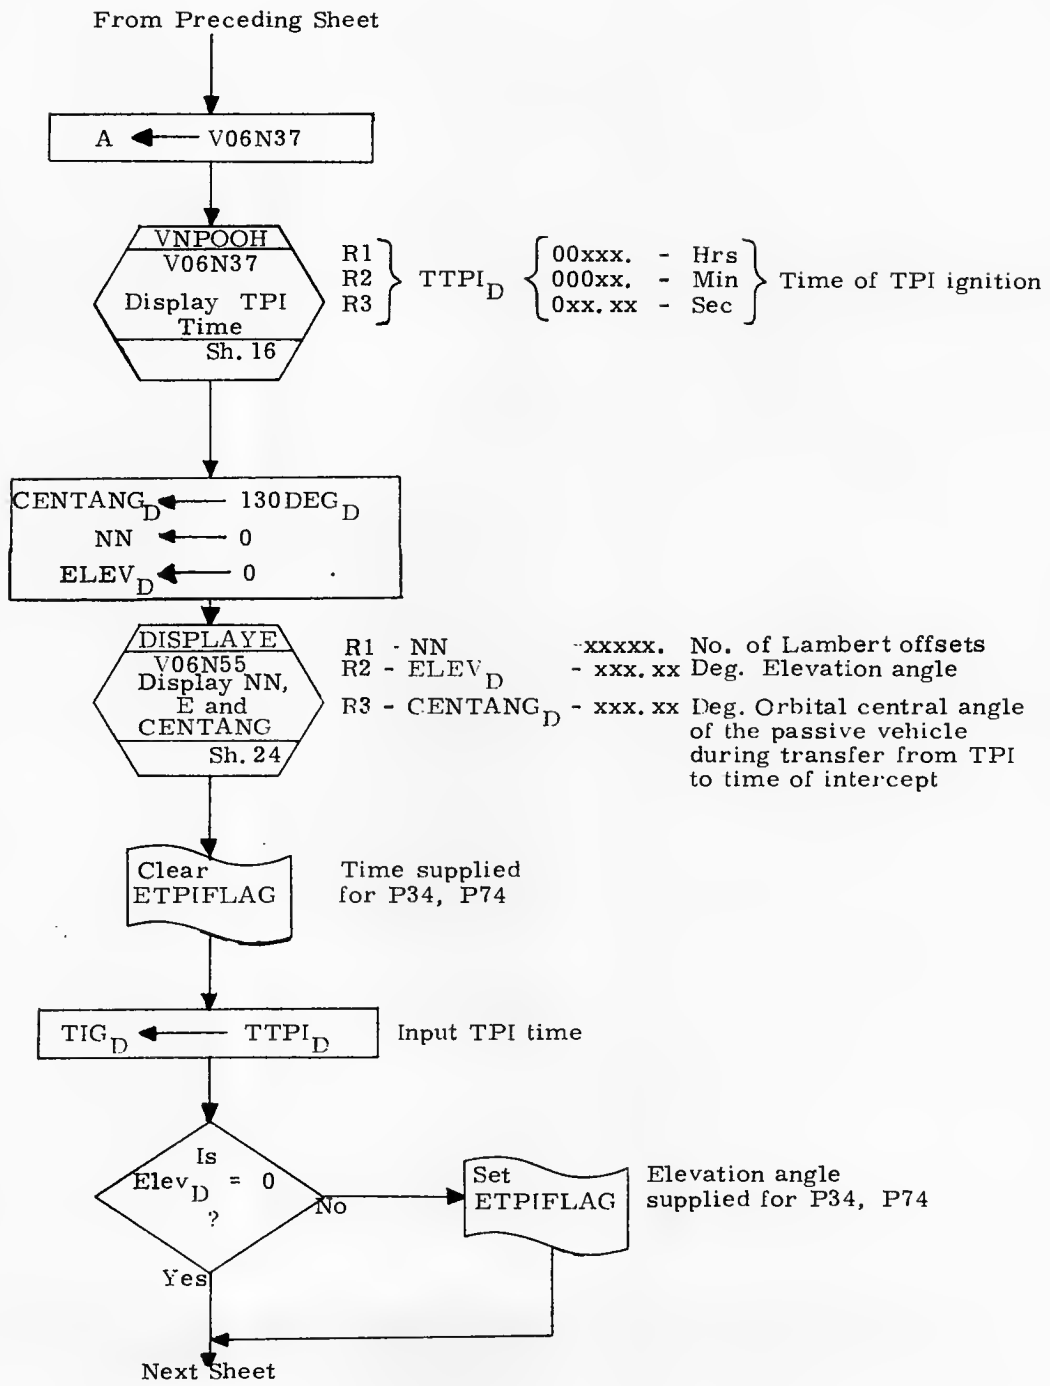 From Preceding Sheet
A ← V06N37
VNPOOH
V06N37
Display TPI
Time
Sh. 16
R1
R2
R3
TTPI_D
00xxx. - Hrs
000xx. - Min
0xx.xx - Sec
Time of TPI ignition
CENTANG_D ← 130DEG_D
NN ← 0
ELEV_D ← 0
DISPLAYE
V06N55
Display NN,
E and
CENTANG
Sh. 24
R1 - NN -xxxxx. No. of Lambert offsets
R2 - ELEV_D - xxx.xx Deg. Elevation angle
R3 - CENTANG_D - xxx.xx Deg. Orbital central angle
of the passive vehicle
during transfer from TPI
to time of intercept
Clear
ETPIFLAG
Time supplied
for P34, P74
TIG_D ← TTPI_D
Input TPI time
Is
Elev_D = 0
?
No
Yes
Set
ETPIFLAG
Elevation angle
supplied for P34, P74
Next Sheet